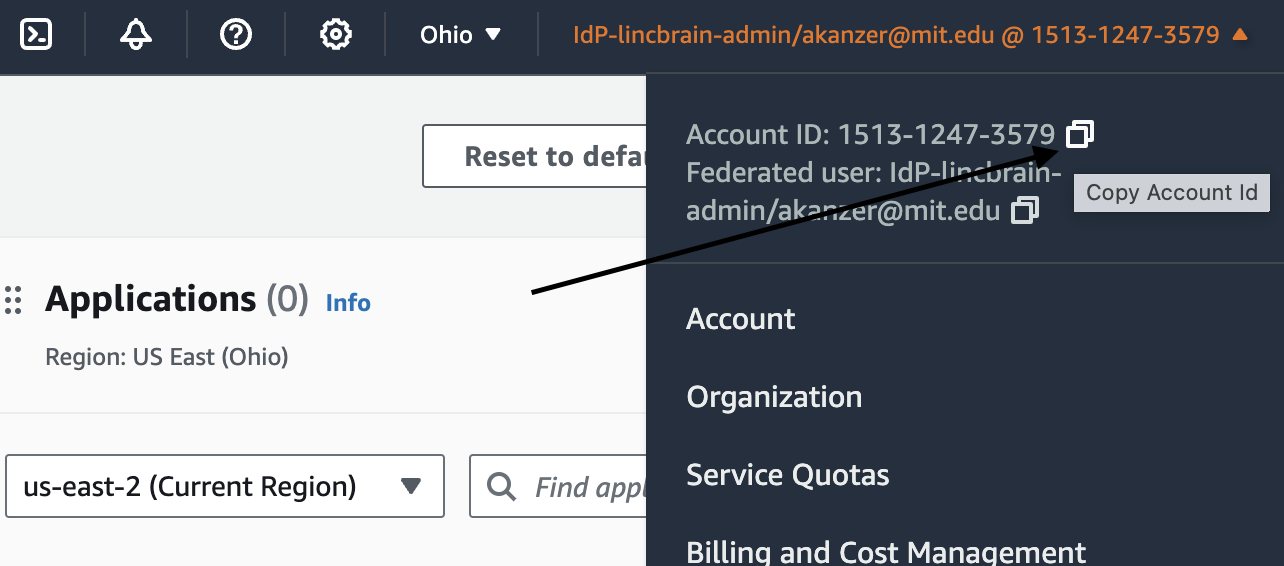 Ohio ▼
IdP-lincbrain-admin/akanzer@mit.edu @ 1513-1247-3579 ▲
Account ID: 1513-1247-3579
Federated user: IdP-lincbrain-
admin/akanzer@mit.edu
Copy Account Id
Reset to defau
Applications (0) Info
Region: US East (Ohio)
us-east-2 (Current Region)
Find appl
Account
Organization
Service Quotas
Billing and Cost Management